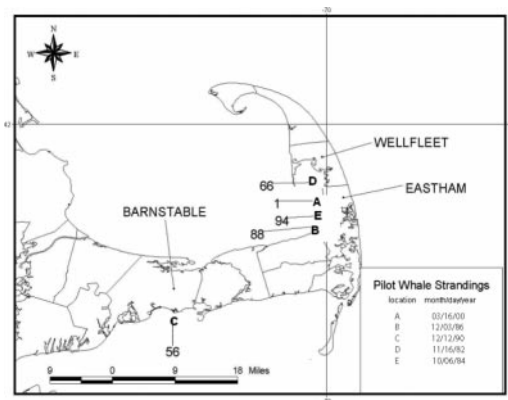 -70
N
W E
S
42
WELLFLEET
D
66
EASTHAM
1 A
BARNSTABLE
94 E
88 B
Pilot Whale Strandings
location month/day/year
A 03/16/00
B 12/03/86
C 12/12/90
D 11/16/82
E 10/06/84
C
56
9 0 9 18 Miles